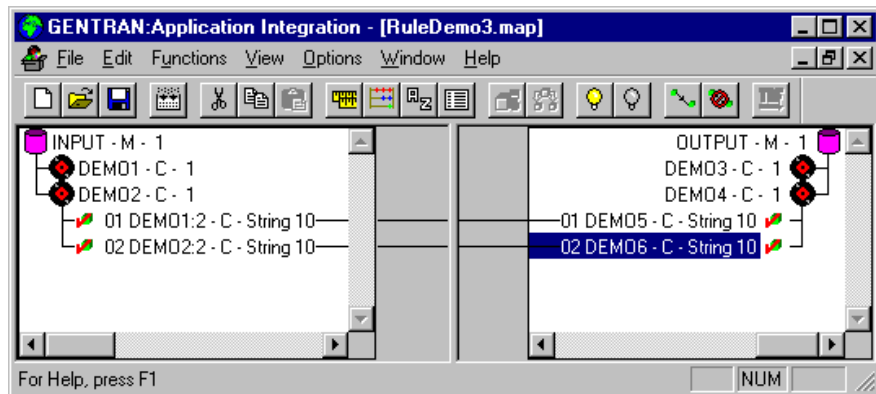 GENTRAN:Application Integration - [RuleDemo3.map]
File Edit Functions View Options Window Help
INPUT - M - 1
DEMO1 - C - 1
DEMO2 - C - 1
01 DEMO1:2 - C - String 10
02 DEMO2:2 - C - String 10
OUTPUT - M - 1
DEMO3 - C - 1
DEMO4 - C - 1
01 DEMO5 - C - String 10
02 DEMO6 - C - String 10
For Help, press F1
NUM